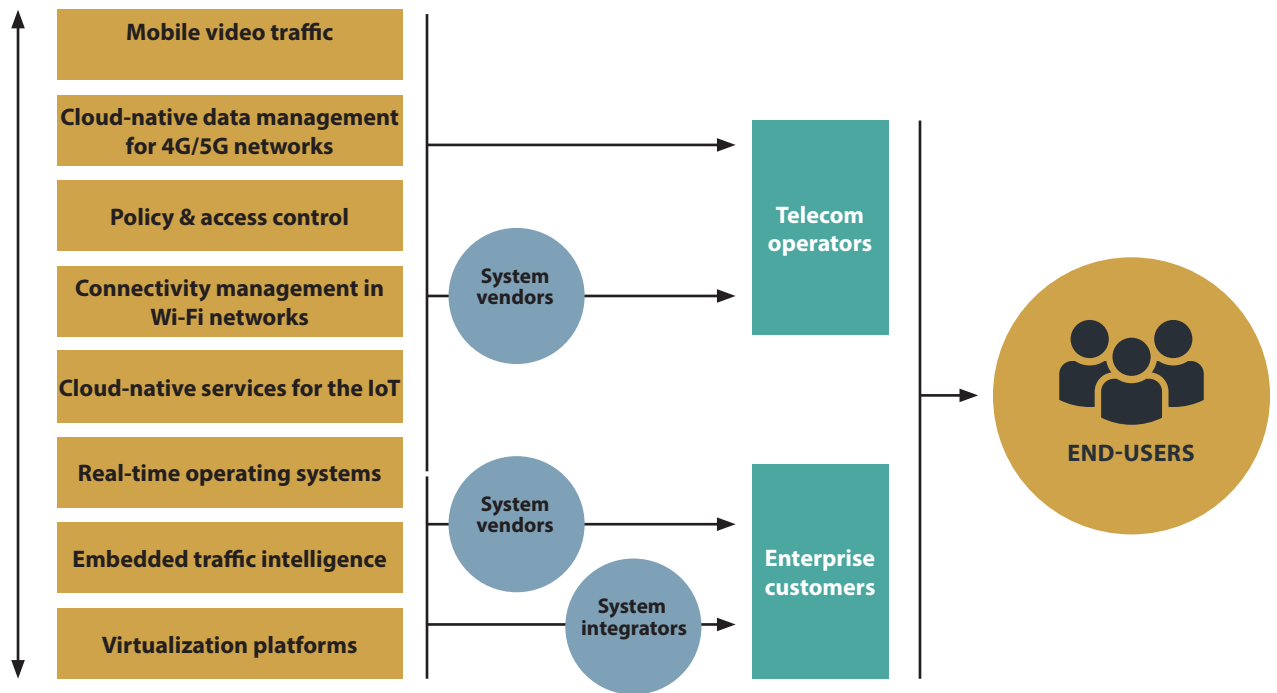 Mobile video traffic
Cloud-native data management
for 4G/5G networks
Policy & access control
Connectivity management in
Wi-Fi networks
Cloud-native services for the IoT
Real-time operating systems
Embedded traffic intelligence
Virtualization platforms
System
vendors
System
vendors
System
integrators
Telecom
operators
Enterprise
customers
END-USERS